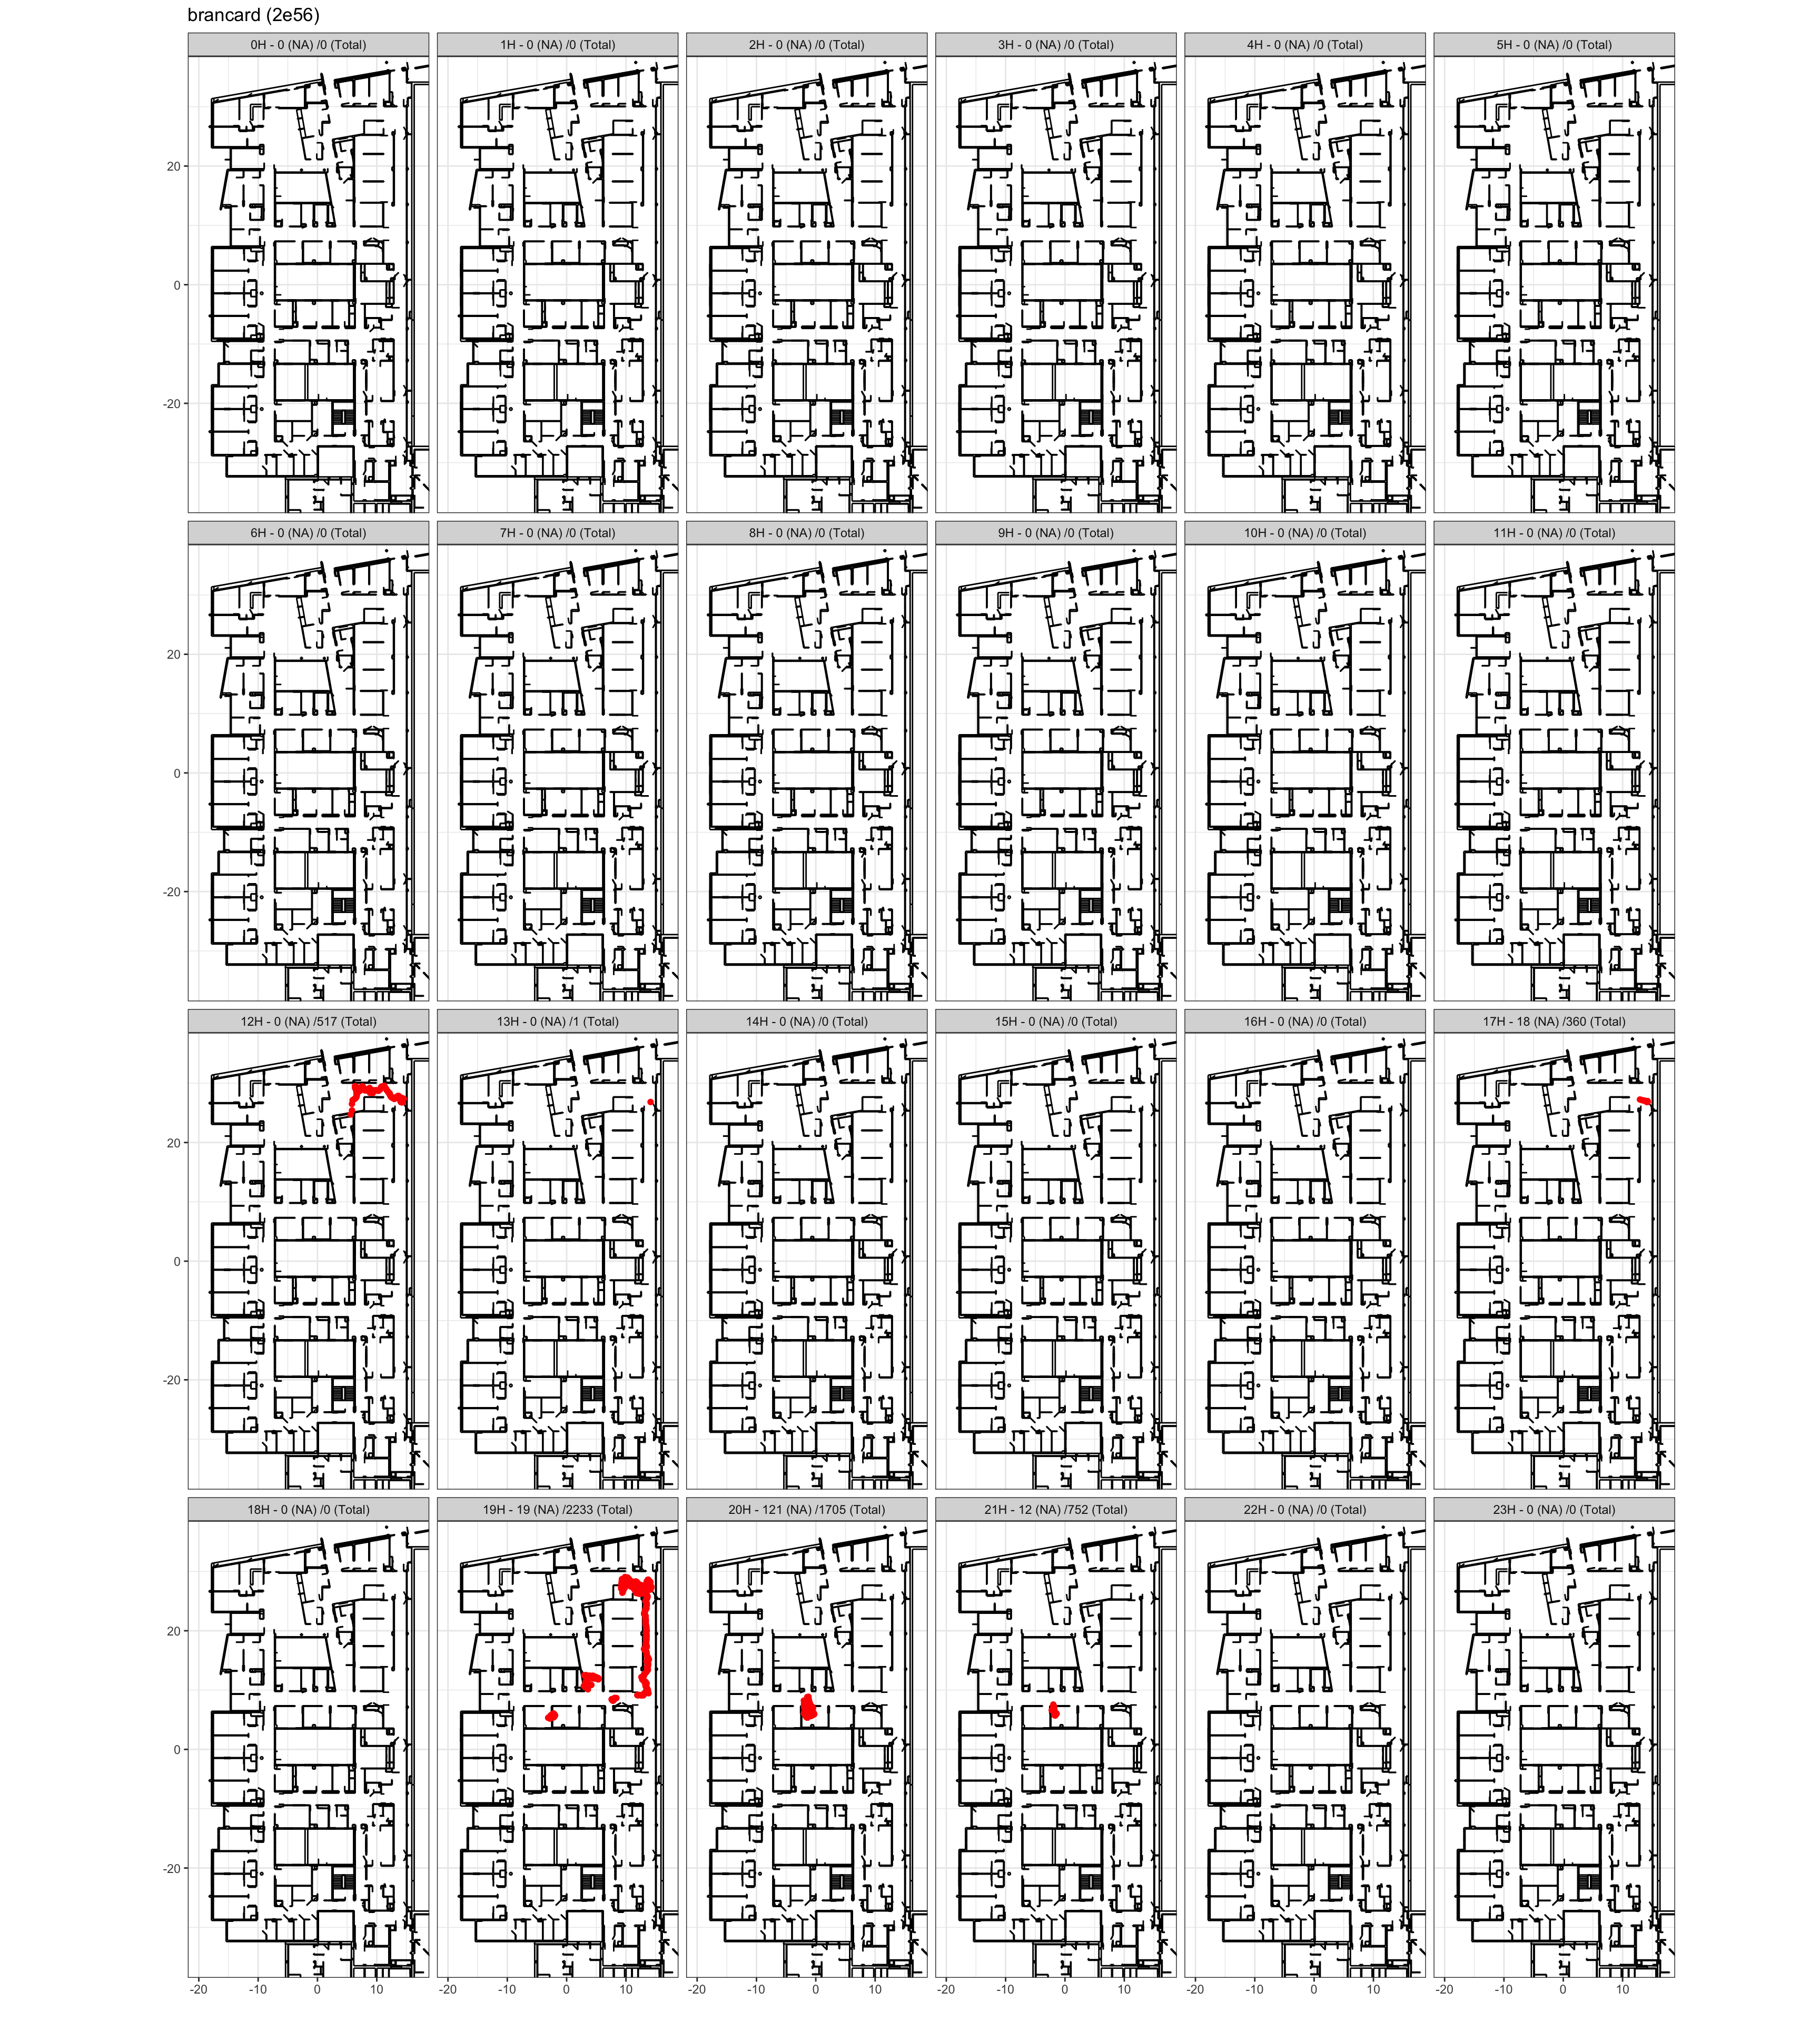 brancard (2e56)
0H - 0 (NA) /0 (Total) 1H - 0 (NA) /0 (Total) 2H - 0 (NA) /0 (Total) 3H - 0 (NA) /0 (Total) 4H - 0 (NA) /0 (Total) 5H - 0 (NA) /0 (Total)
20
0
-20
6H - 0 (NA) /0 (Total) 7H - 0 (NA) /0 (Total) 8H - 0 (NA) /0 (Total) 9H - 0 (NA) /0 (Total) 10H - 0 (NA) /0 (Total) 11H - 0 (NA) /0 (Total)
20
0
-20
12H - 0 (NA) /517 (Total) 13H - 0 (NA) /1 (Total) 14H - 0 (NA) /0 (Total) 15H - 0 (NA) /0 (Total) 16H - 0 (NA) /0 (Total) 17H - 18 (NA) /360 (Total)
20
0
-20
18H - 0 (NA) /0 (Total) 19H - 19 (NA) /2233 (Total) 20H - 121 (NA) /1705 (Total) 21H - 12 (NA) /752 (Total) 22H - 0 (NA) /0 (Total) 23H - 0 (NA) /0 (Total)
20
0
-20
-20 -10 0 10 -20 -10 0 10 -20 -10 0 10 -20 -10 0 10 -20 -10 0 10 -20 -10 0 10